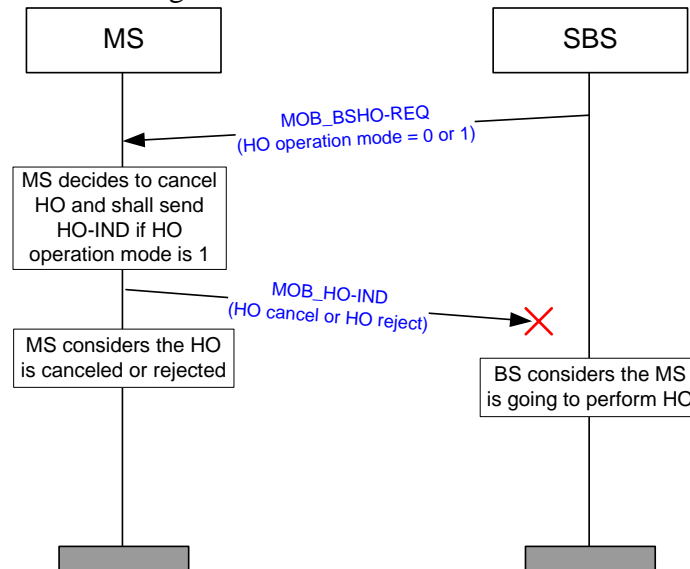 MS
SBS
MOB_BSHO-REQ
(HO operation mode = 0 or 1)
MS decides to cancel
HO and shall send
HO-IND if HO
operation mode is 1
MOB_HO-IND
(HO cancel or HO reject)
MS considers the HO
is canceled or rejected
BS considers the MS
is going to perform HO